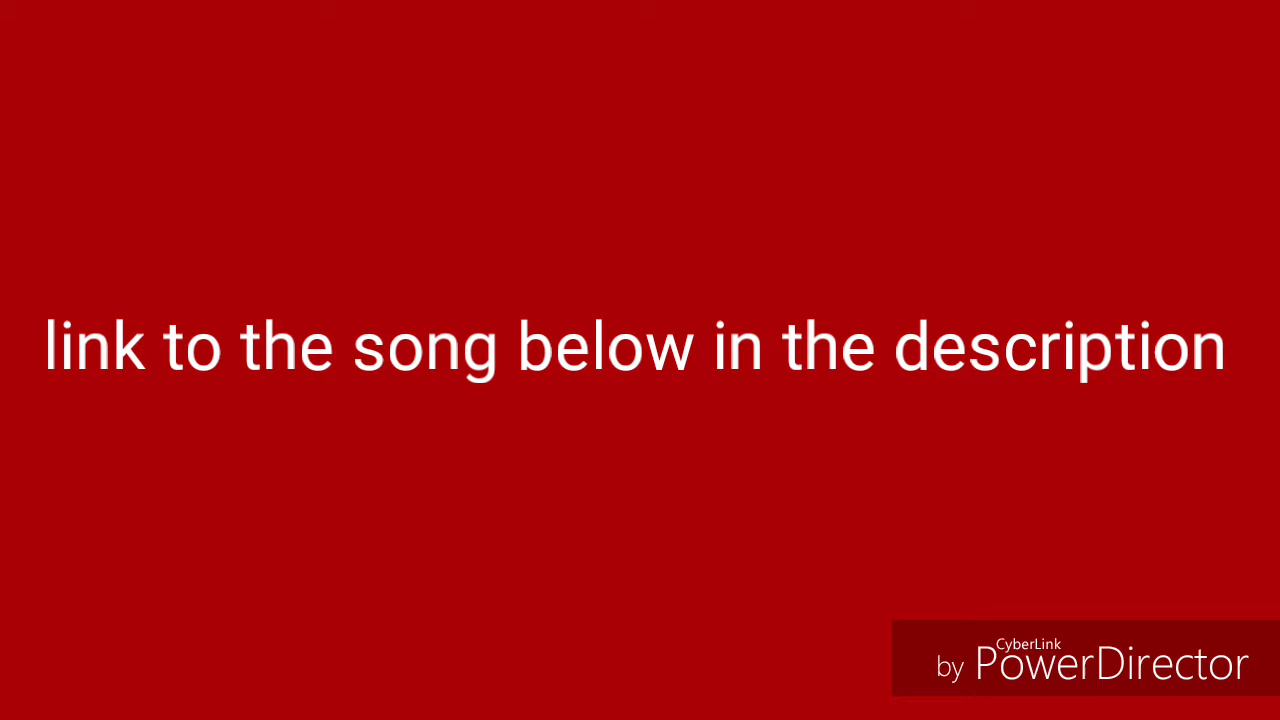 link to the song below in the description
CyberLink
by PowerDirector